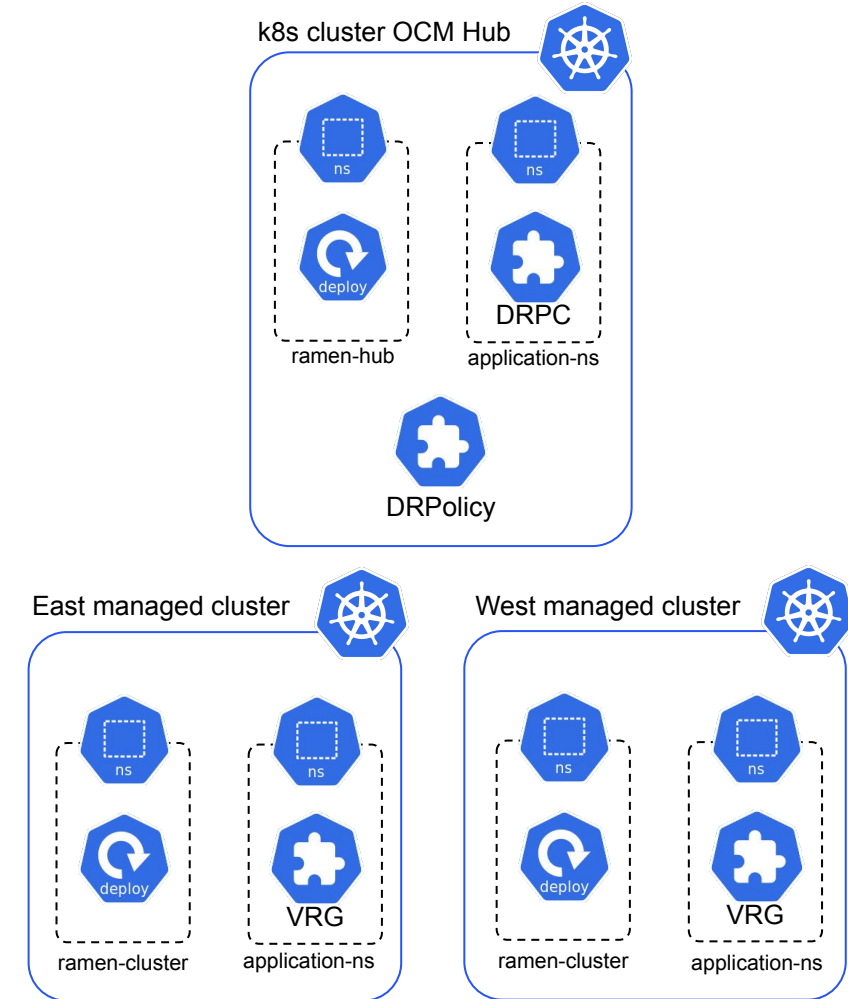 k8s cluster OCM Hub
ns
ns
deploy
DRPC
ramen-hub
application-ns
DRPolicy
East managed cluster
West managed cluster
ns
ns
deploy
VRG
ramen-cluster
application-ns
ns
ns
deploy
VRG
ramen-cluster
application-ns